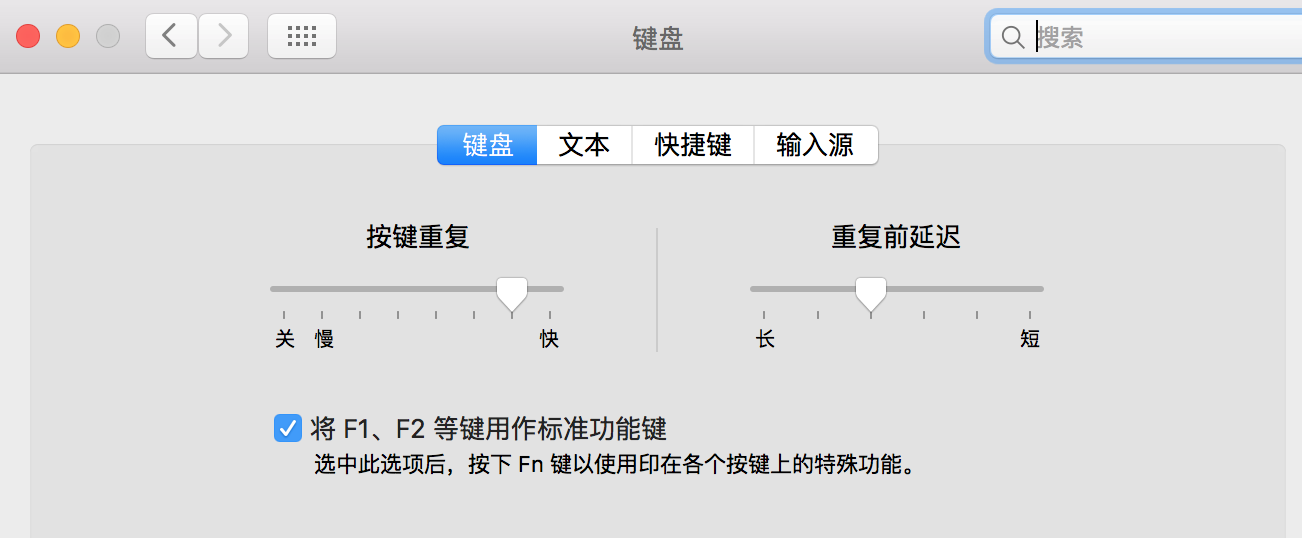 键盘
搜索
键盘 文本 快捷键 输入源
按键重复
重复前延迟
关 慢 快
长 短
将 F1、F2 等键用作标准功能键
选中此选项后，按下 Fn 键以使用印在各个按键上的特殊功能。